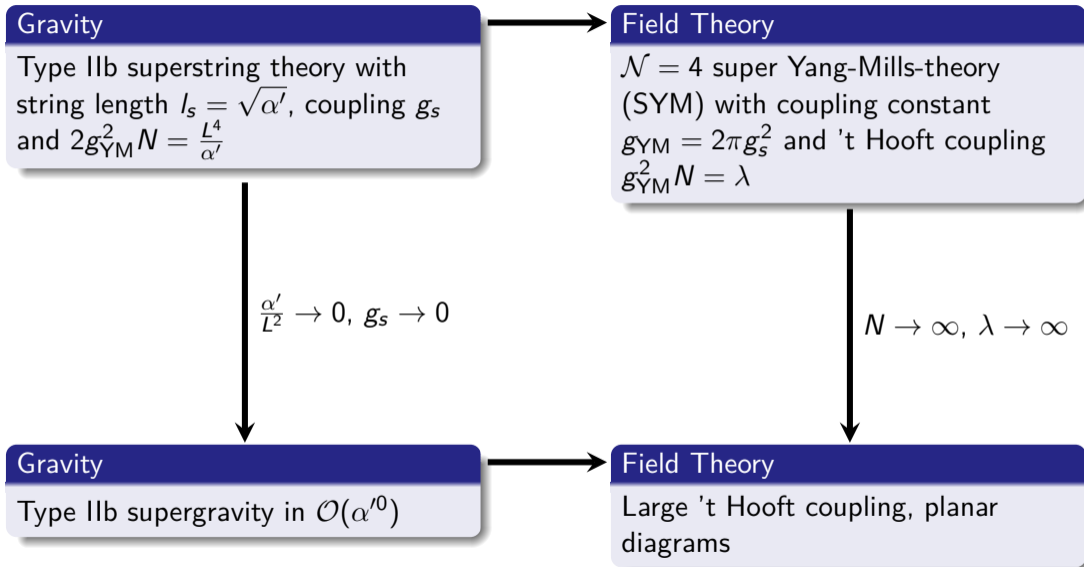 Gravity
Type IIb superstring theory with
string length $l_s = \sqrt{\alpha'}$, coupling $g_s$
and $2g_{\text{YM}}^2 N = \frac{L^4}{\alpha'}$
Field Theory
$\mathcal{N} = 4$ super Yang-Mills-theory
(SYM) with coupling constant
$g_{\text{YM}} = 2\pi g_s^2$ and 't Hooft coupling
$g_{\text{YM}}^2 N = \lambda$
$\frac{\alpha'}{L^2} \to 0$, $g_s \to 0$
$N \to \infty$, $\lambda \to \infty$
Gravity
Type IIb supergravity in $\mathcal{O}(\alpha'^0)$
Field Theory
Large 't Hooft coupling, planar
diagrams